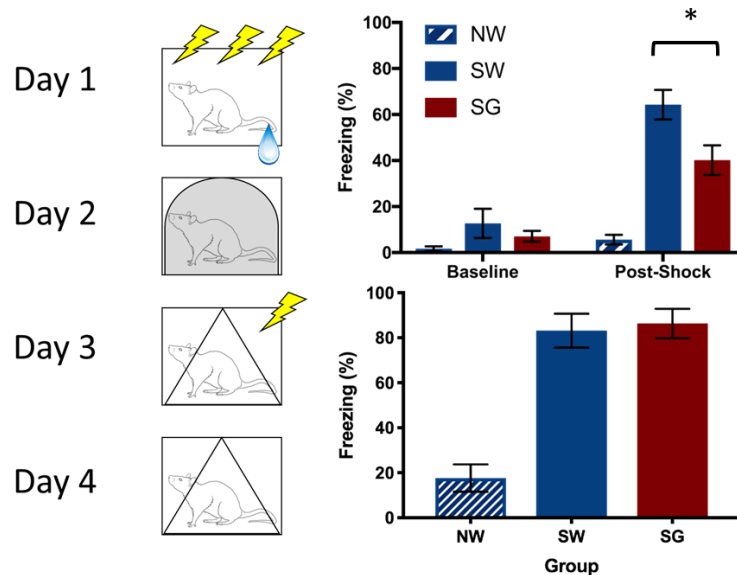 Day 1
Day 2
Day 3
Day 4
Freezing (%)
100
80
60
40
20
0
NW
SW
SG
*
Baseline
Post-Shock
Freezing (%)
100
80
60
40
20
0
NW
SW
SG
Group